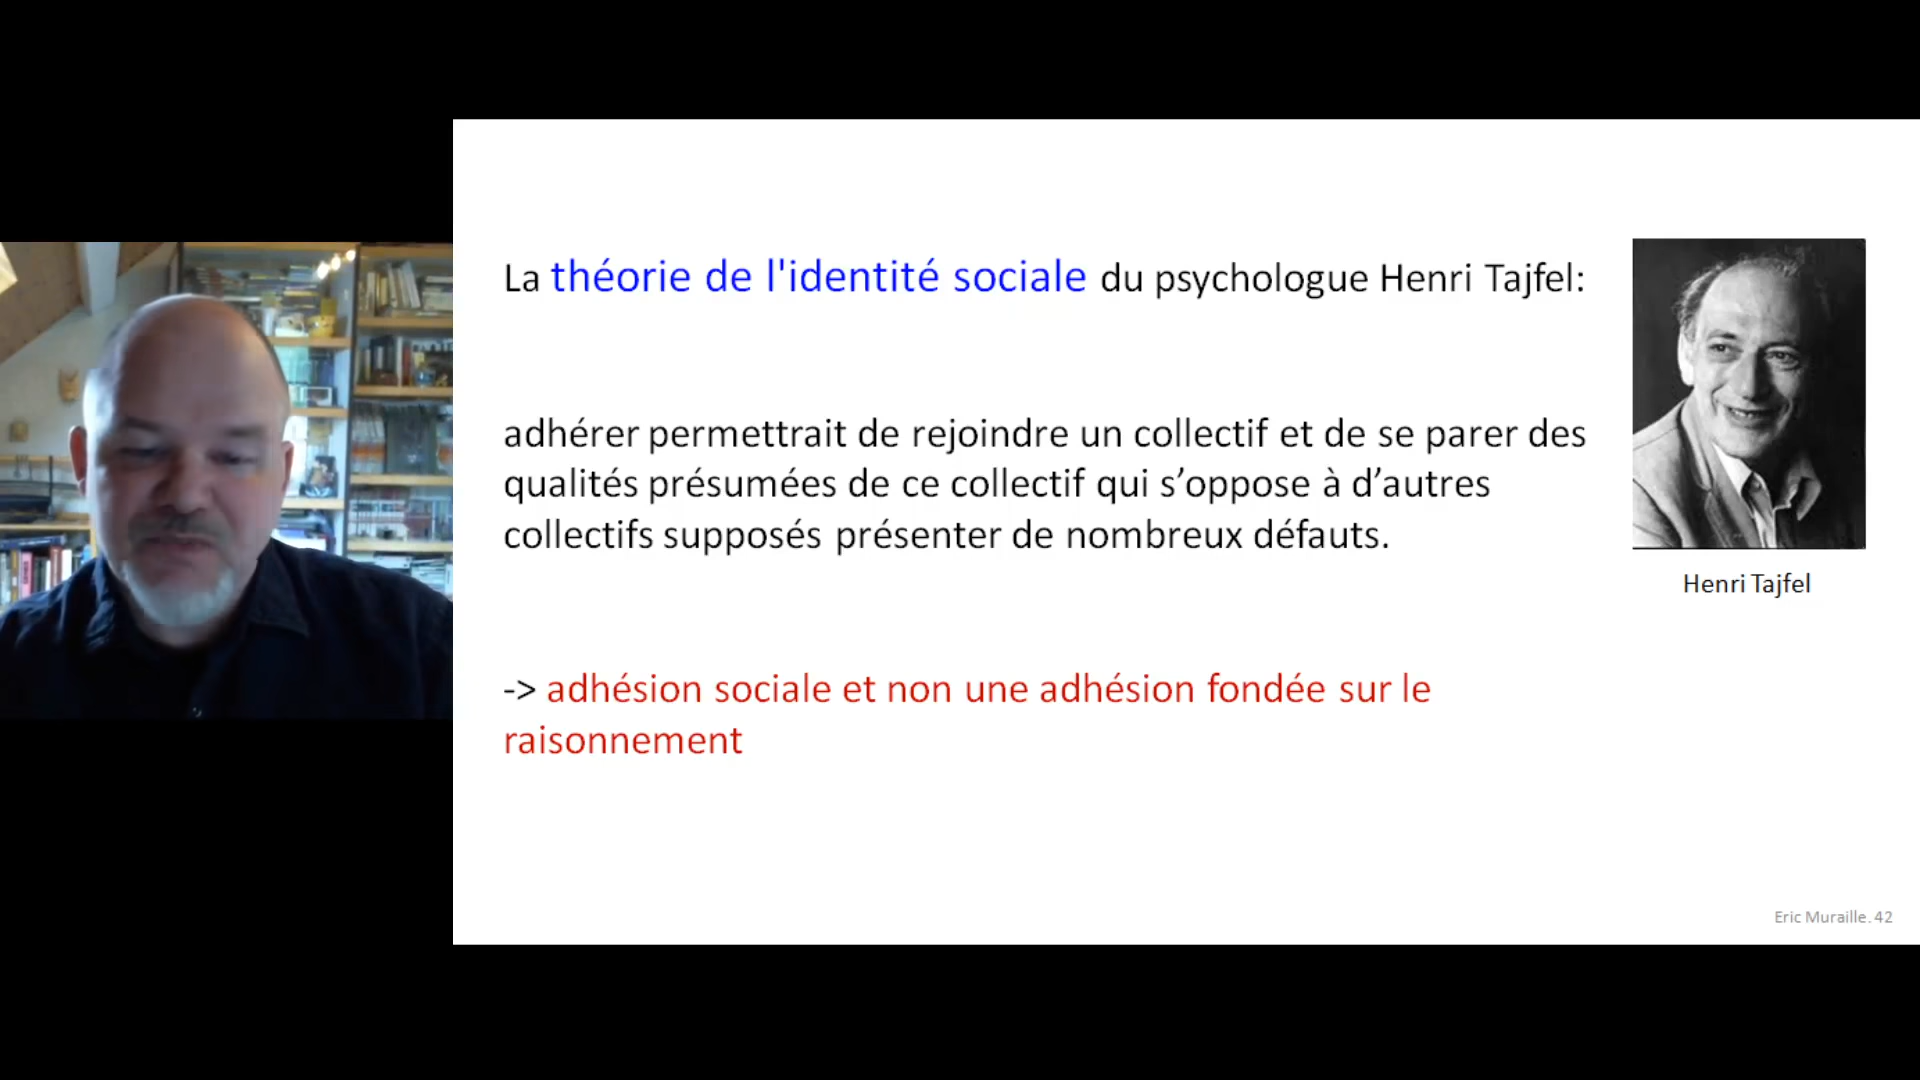 La théorie de l'identité sociale du psychologue Henri Tajfel:
adhérer permettrait de rejoindre un collectif et de se parer des
qualités présumées de ce collectif qui s’oppose à d’autres
collectifs supposés présenter de nombreux défauts.
Henri Tajfel
-> adhésion sociale et non une adhésion fondée sur le
raisonnement
Eric Muraille. 42